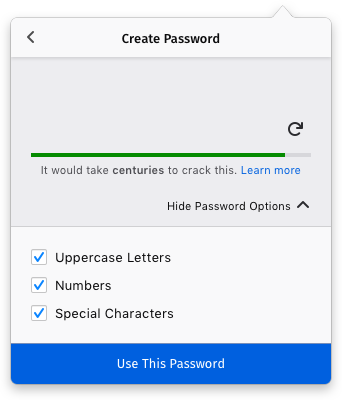 Create Password
It would take centuries to crack this. Learn more
Hide Password Options
Uppercase Letters
Numbers
Special Characters
Use This Password